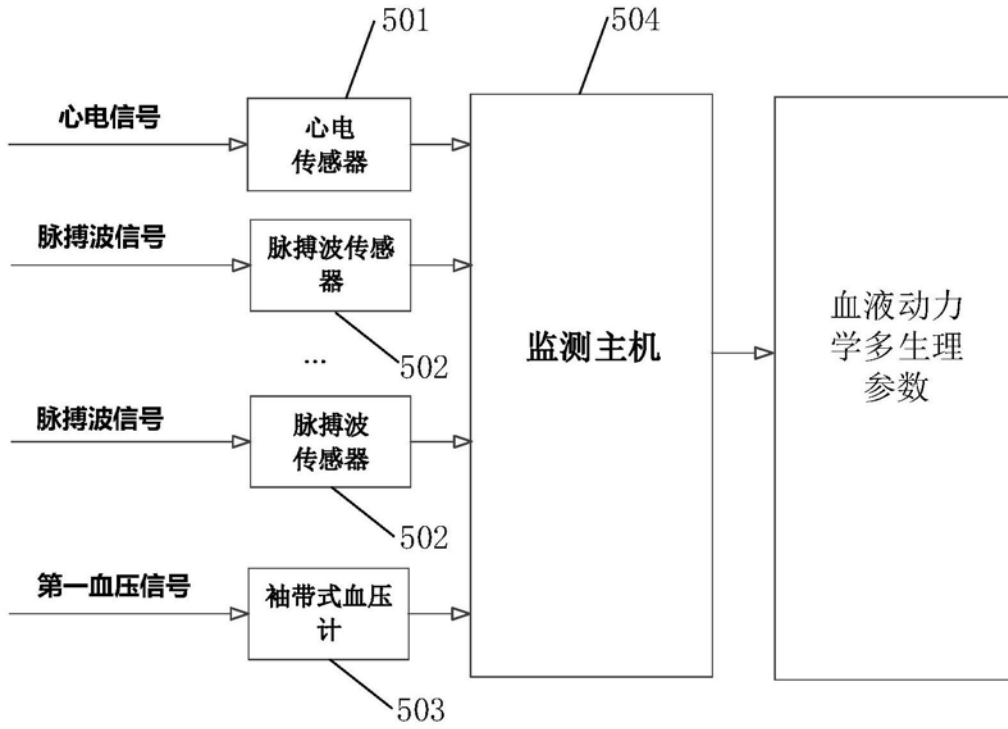 501
504
心电信号
心电
传感器
脉搏波信号
脉搏波传感
器
502
...
监测主机
血液动力
学多生理
参数
脉搏波信号
脉搏波
传感器
502
第一血压信号
袖带式血压
计
503